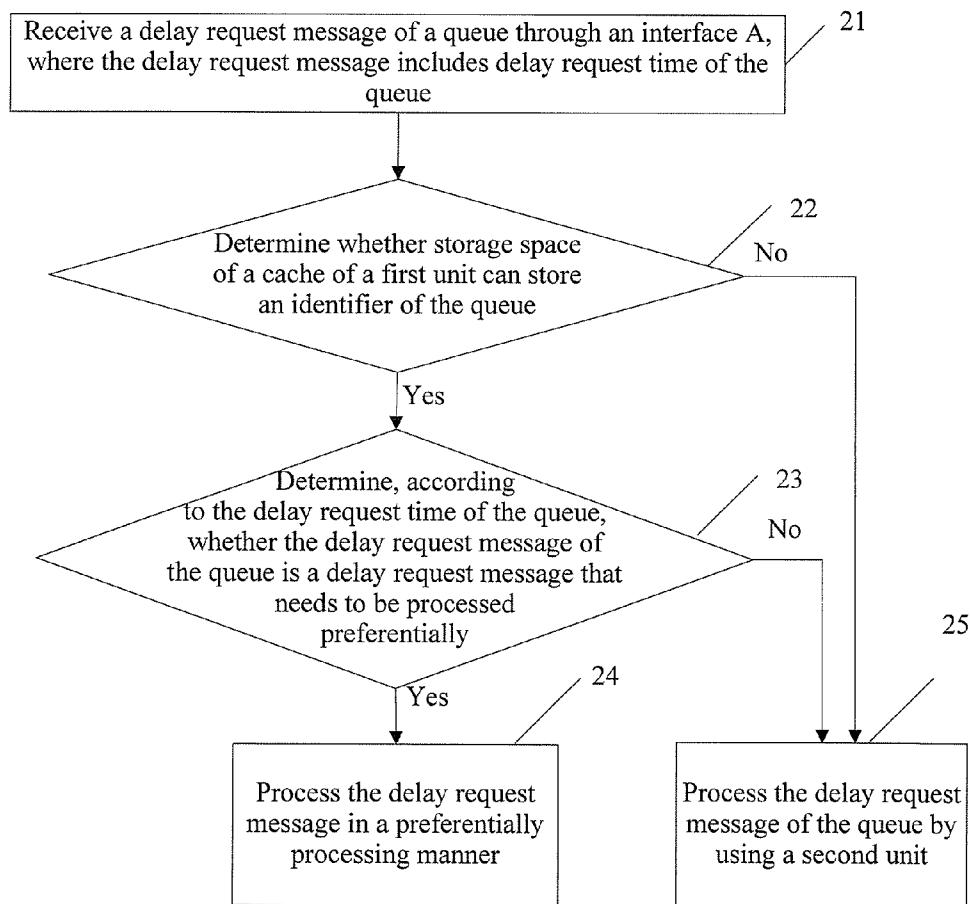 Receive a delay request message of a queue through an interface A,
where the delay request message includes delay request time of the
queue
21
Determine whether storage space
of a cache of a first unit can store
an identifier of the queue
22
No
Yes
Determine, according
to the delay request time of the queue,
whether the delay request message of
the queue is a delay request message that
needs to be processed
preferentially
23
No
Yes
24
25
Process the delay request
message in a preferentially
processing manner
Process the delay request
message of the queue by
using a second unit